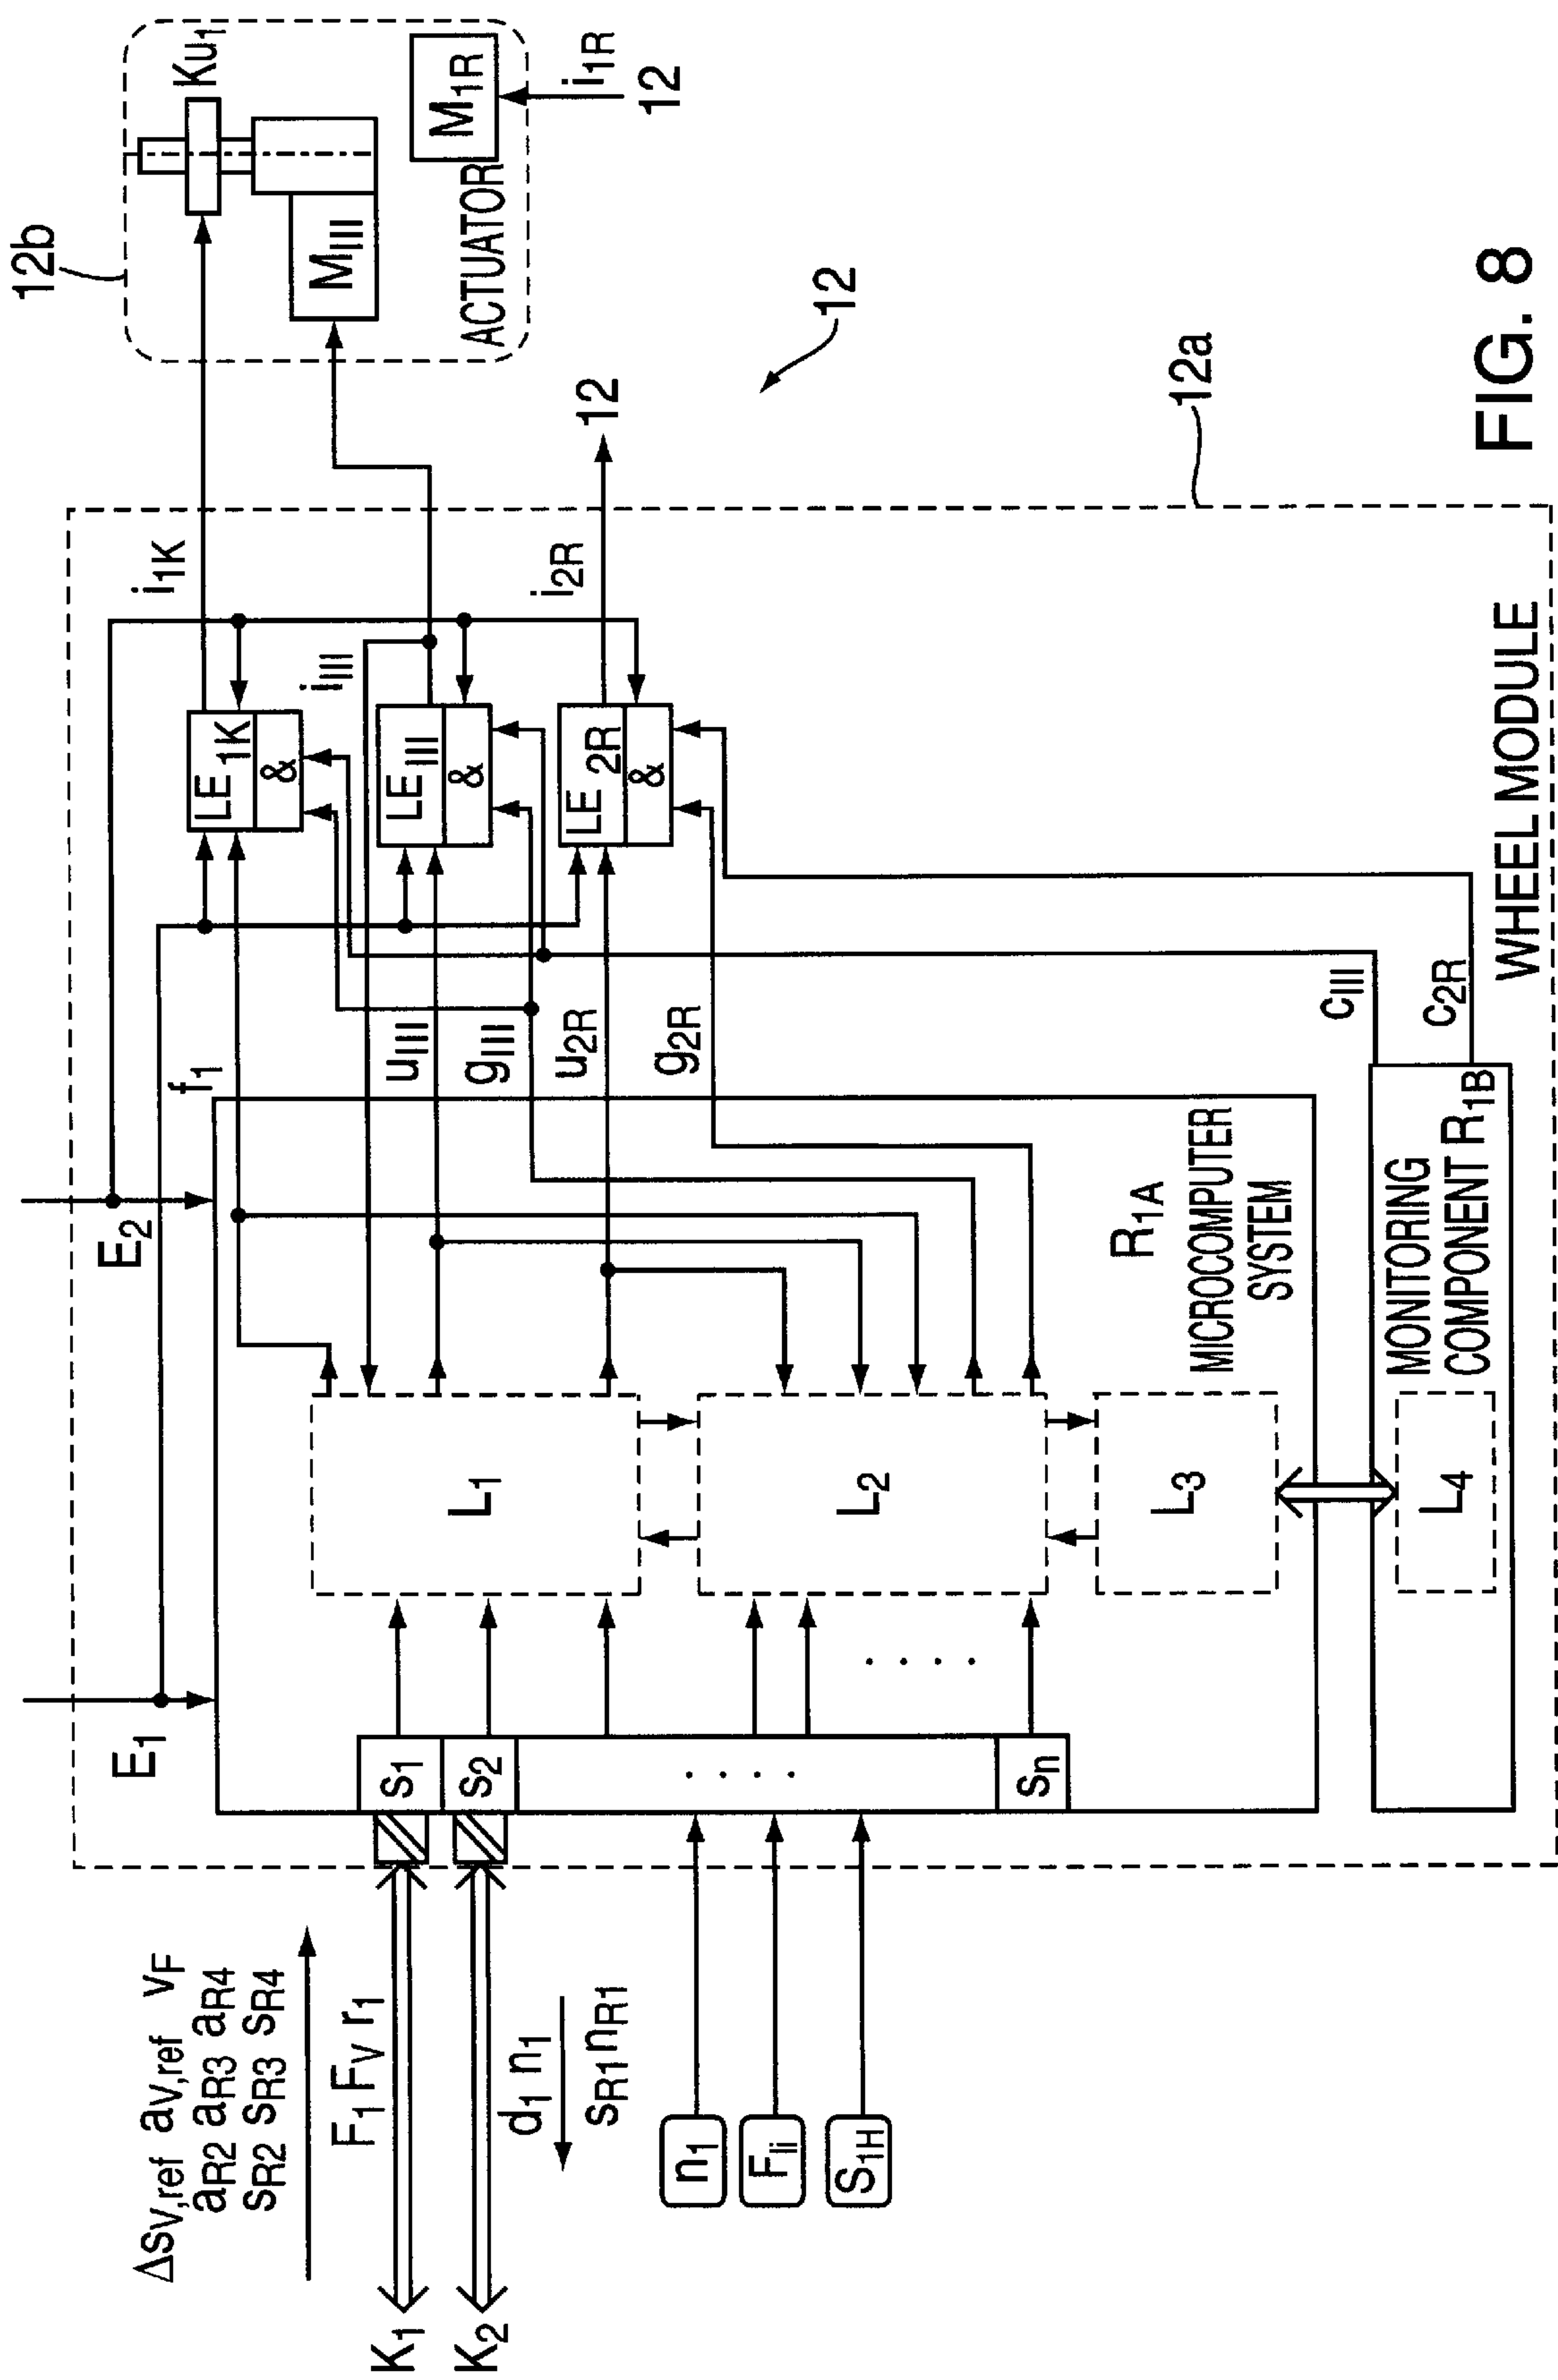 12b
Ku1
MIII
ACTUATOR
M1R
i1R
12
i1K
iIII
i2R
12
12
12a
E1
E2
f1
LE1K
&
LEIII
&
LE2R
&
uIII
gIII
u2R
g2R
cIII
c2R
Δsv,ref av,ref vF
aR2 aR3 aR4
sR2 sR3 sR4
F1 Fv r1
K1
K2
d1 n1
sR1 nR1
n1
Fli
S1H
s1
s2
. . . .
sn
. . . .
L1
L2
L3
L4
R1A
MICROCOMPUTER
SYSTEM
MONITORING
COMPONENT R1B
WHEEL MODULE
FIG. 8